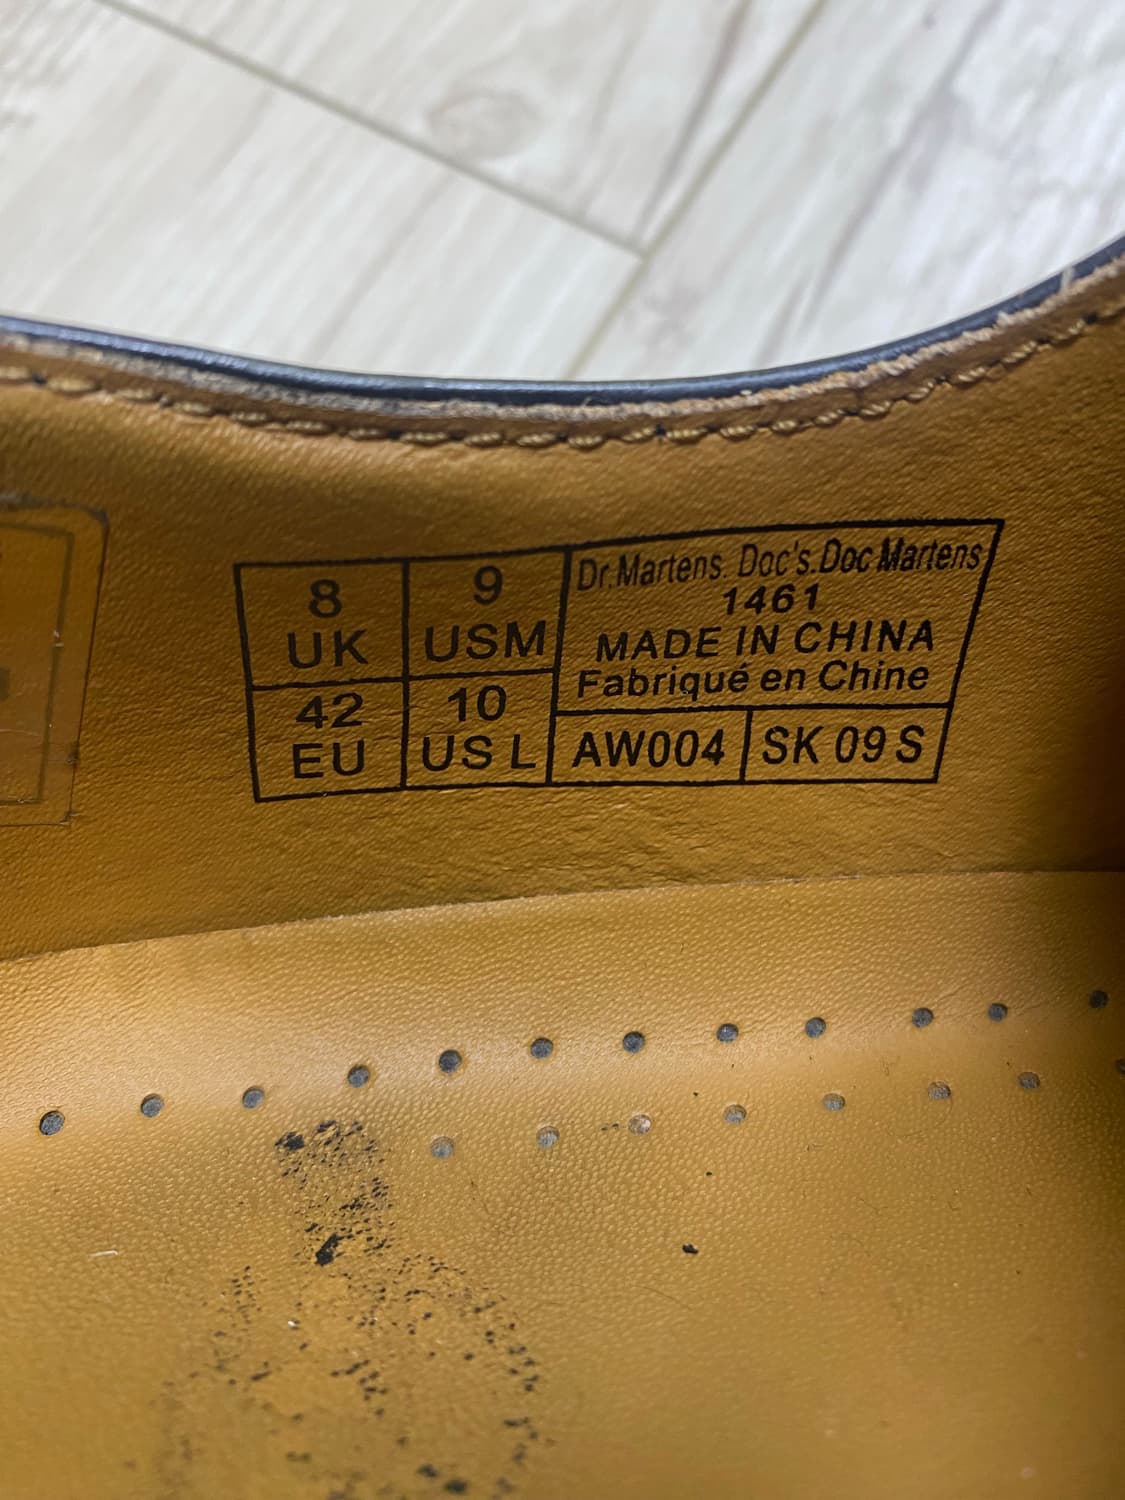 8
UK
9
USM
42
EU
10
US L
Dr.Martens. Doc's.Doc Martens
1461
MADE IN CHINA
Fabriqué en Chine
AW004
SK 09 S